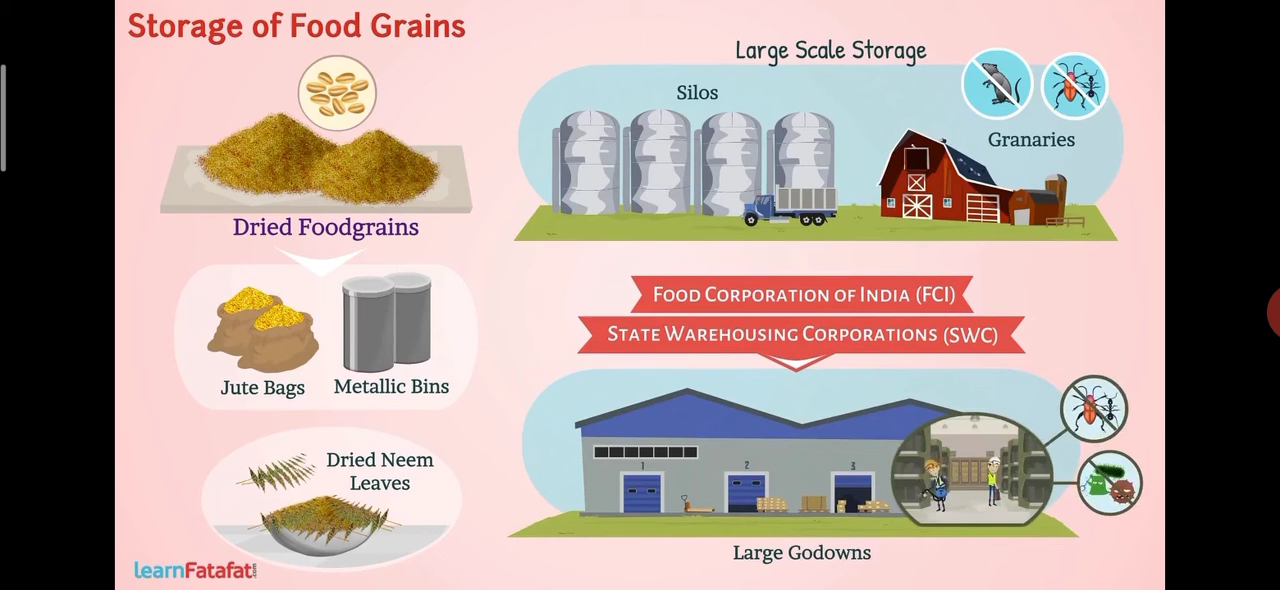 Storage of Food Grains
Dried Foodgrains
Jute Bags
Metallic Bins
Dried Neem
Leaves
learnFatafat.com
Large Scale Storage
Silos
Granaries
FOOD CORPORATION OF INDIA (FCI)
STATE WAREHOUSING CORPORATIONS (SWC)
1
2
3
Large Godowns